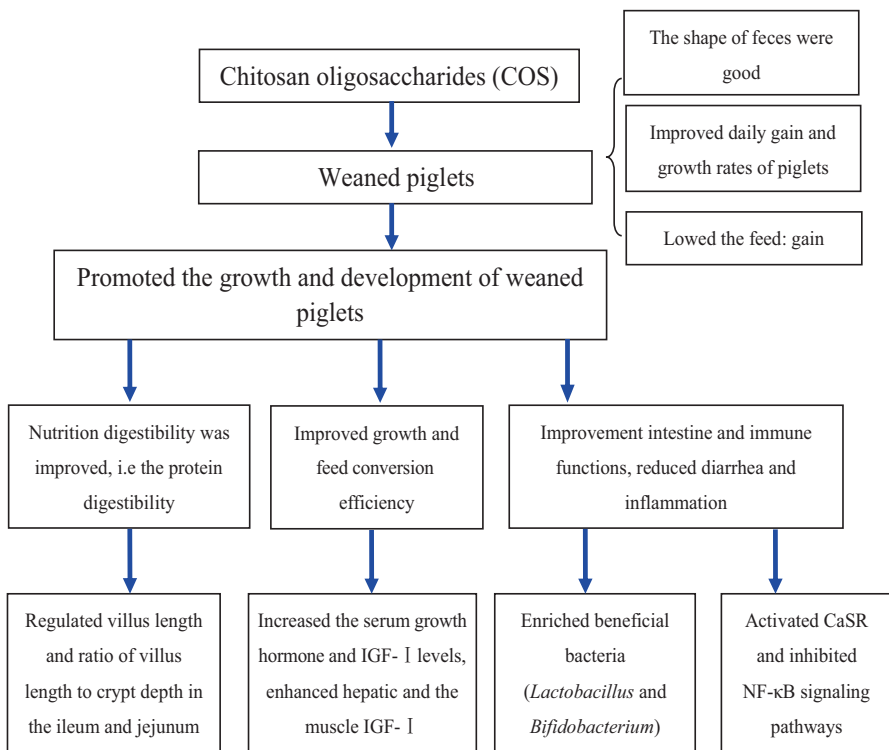 Chitosan oligosaccharides (COS)
The shape of feces were
good
Improved daily gain and
growth rates of piglets
Weaned piglets
Lowed the feed: gain
Promoted the growth and development of weaned
piglets
Nutrition digestibility was
improved, i.e the protein
digestibility
Improved growth and
feed conversion
efficiency
Improvement intestine and immune
functions, reduced diarrhea and
inflammation
Regulated villus length
and ratio of villus
length to crypt depth in
the ileum and jejunum
Increased the serum growth
hormone and IGF-Ⅰ levels,
enhanced hepatic and the
muscle IGF-Ⅰ
Enriched beneficial
bacteria
(Lactobacillus and
Bifidobacterium)
Activated CaSR
and inhibited
NF-κB signaling
pathways